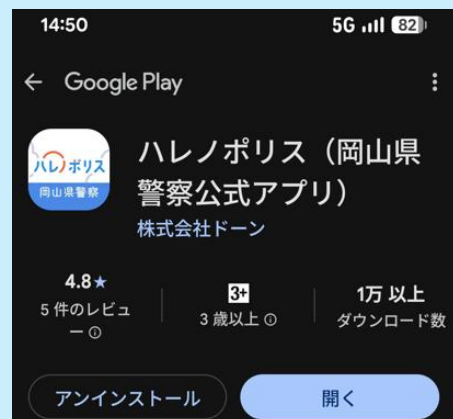 14:50 5G 82
Google Play
ハレノポリス
岡山県警察
ハレノポリス（岡山県
警察公式アプリ）
株式会社ドーン
4.8★
5 件のレビュ
ー
3+
3 歳以上
1万 以上
ダウンロード数
アンインストール
開く